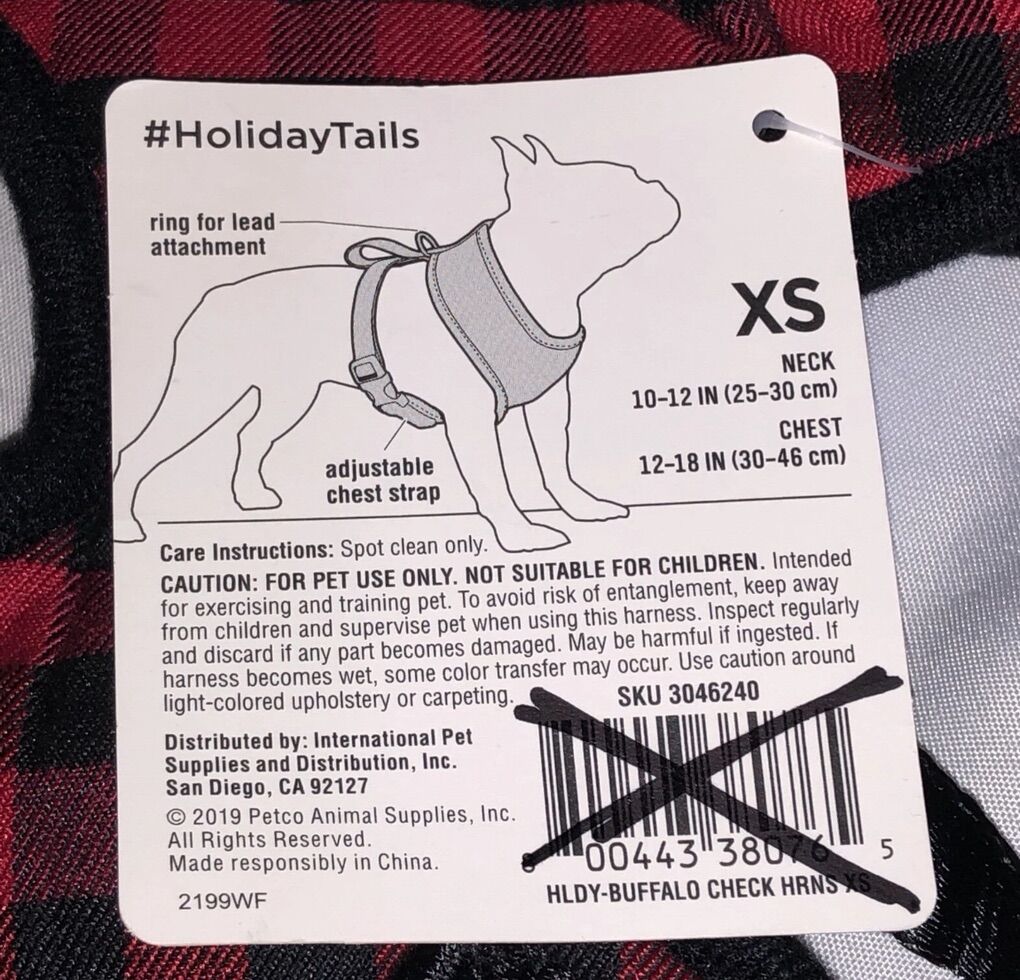 #HolidayTails
ring for lead
attachment
XS
NECK
10-12 IN (25-30 cm)
CHEST
12-18 IN (30-46 cm)
adjustable
chest strap
Care Instructions: Spot clean only.
CAUTION: FOR PET USE ONLY. NOT SUITABLE FOR CHILDREN. Intended
for exercising and training pet. To avoid risk of entanglement, keep away
from children and supervise pet when using this harness. Inspect regularly
and discard if any part becomes damaged. May be harmful if ingested. If
harness becomes wet, some color transfer may occur. Use caution around
light-colored upholstery or carpeting.
SKU 3046240
Distributed by: International Pet
Supplies and Distribution, Inc.
San Diego, CA 92127
© 2019 Petco Animal Supplies, Inc.
All Rights Reserved.
Made responsibly in China.
2199WF
8 00443 38076 5
HLDY-BUFFALO CHECK HRNS XS